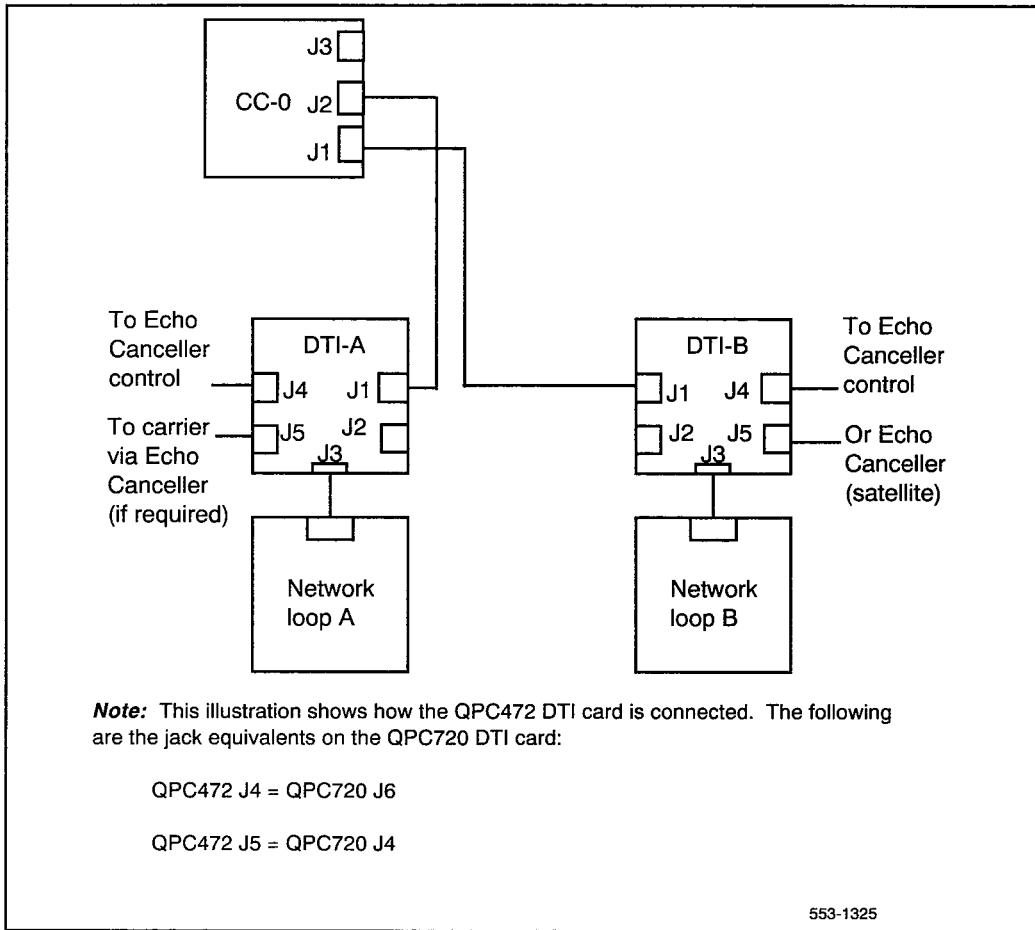 J3
CC-0 J2
J1
To Echo
Canceller
control
DTI-A
J4 J1
To carrier
via Echo
Canceller
(if required)
J5 J2
J3
DTI-B
J1 J4
J2 J5
J3
To Echo
Canceller
control
Or Echo
Canceller
(satellite)
Network
loop A
Network
loop B
Note: This illustration shows how the QPC472 DTI card is connected. The following
are the jack equivalents on the QPC720 DTI card:
QPC472 J4 = QPC720 J6
QPC472 J5 = QPC720 J4
553-1325